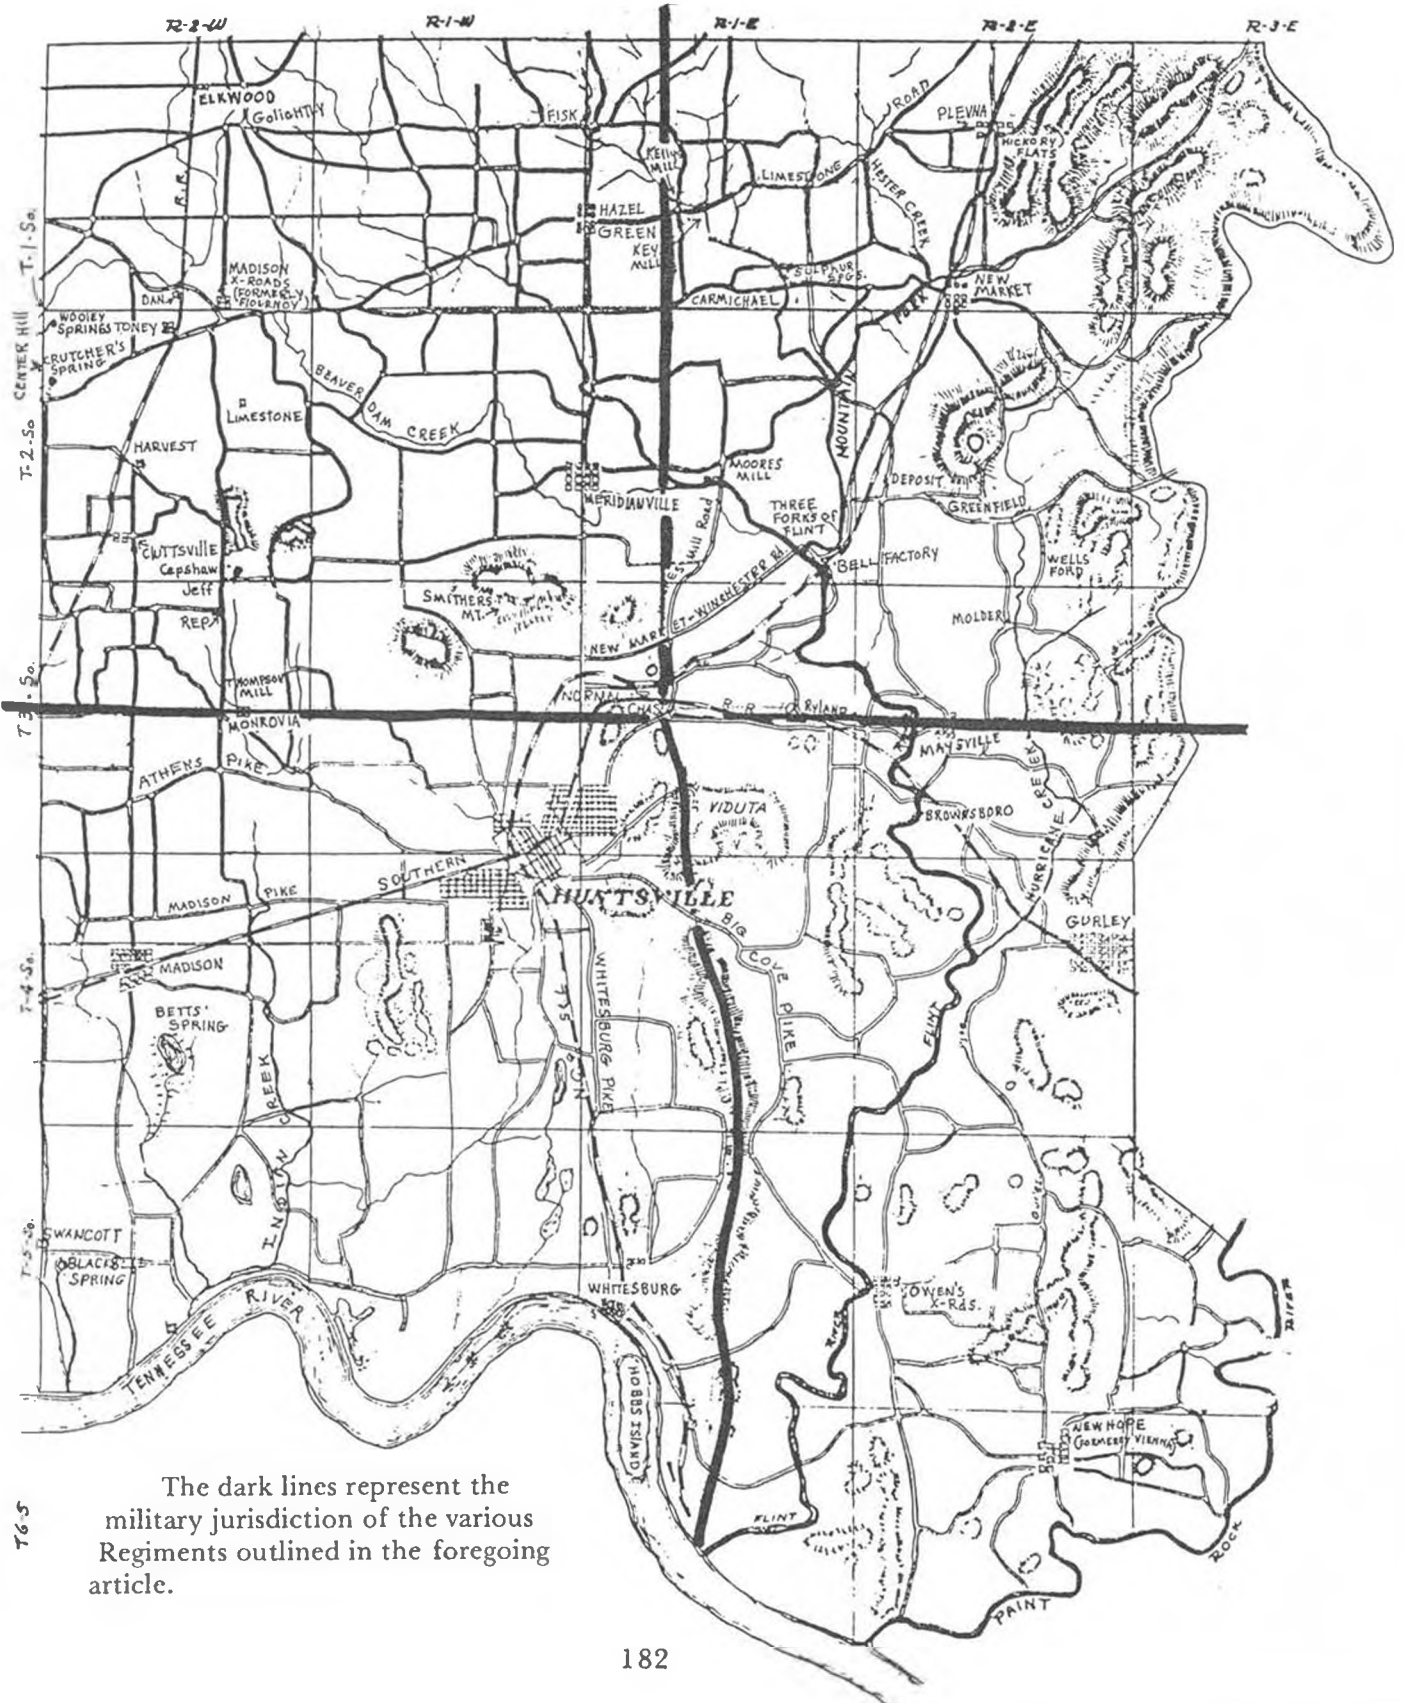 R-2-W R-1-W R-1-E R-2-E R-3-E
ELKWOOD
Golightly
FISK
ROAD
PLEVNA
HICKORY
FLATS
KELLY
MILL
LIMESTONE
HESTER CREEK
R.R.
HAZEL
GREEN
KEY
MILL
T-1-So.
MADISON
X-ROADS
(FORMERLY
FLOURNOY)
SULPHUR
SPGS.
NEW
MARKET
CARMICHAEL
PIKE
DAN
WOOLEY
SPRINGS TONEY
CENTER Hill
CRUTCHER'S
SPRING
BEAVER
DAM CREEK
LIMESTONE
MOUNTAIN
T-2-So
HARVEST
MOORES
MILL
DEPOSIT
MERIDIANVILLE
GREENFIELD
THREE
FORKS of
FLINT
Mill Road
CLUTTSVILLE
Capshaw
Jeff
BELL FACTORY
WELLS
FORD
SMITHERS
MT.
REP
NEW MARKET-WINCHESTER Rd
MOLDER
T-3-So.
THOMPSON
MILL
NORMAL
CHASE
R R
RYLAND
MONROVIA
MAYSVILLE
ATHENS PIKE
VIDUTA
BROWNSBORO
HURRICANE CREEK
SOUTHERN
HUNTSVILLE
MADISON PIKE
GURLEY
BIG
COVE PIKE
T-4-So.
MADISON
WHITESBURG PIKE
BETTS'
SPRING
FLINT
INDIAN CREEK
T-5-So.
SWANCOTT
BLACKS
SPRING
WHITESBURG
OWEN'S
X-Rds.
RIVER
RIVER
TENNESSEE RIVER
HOBBS ISLAND
NEW HOPE
(FORMERLY VIENNA)
FLINT
T6-S
PAINT
ROCK
The dark lines represent the
military jurisdiction of the various
Regiments outlined in the foregoing
article.
182